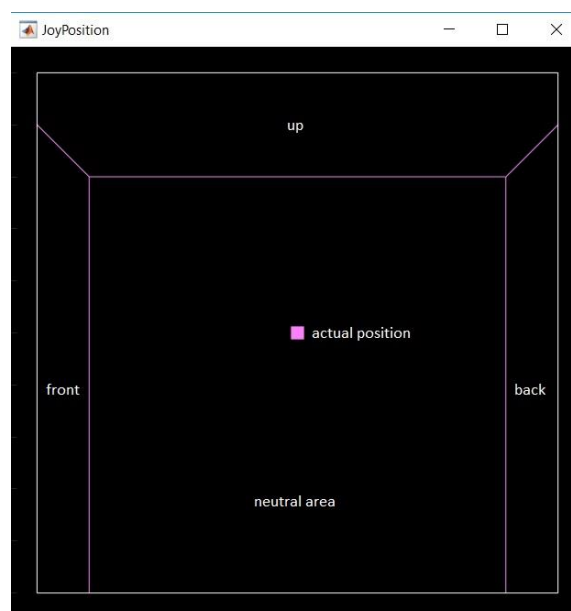 JoyPosition
up
actual position
front
back
neutral area